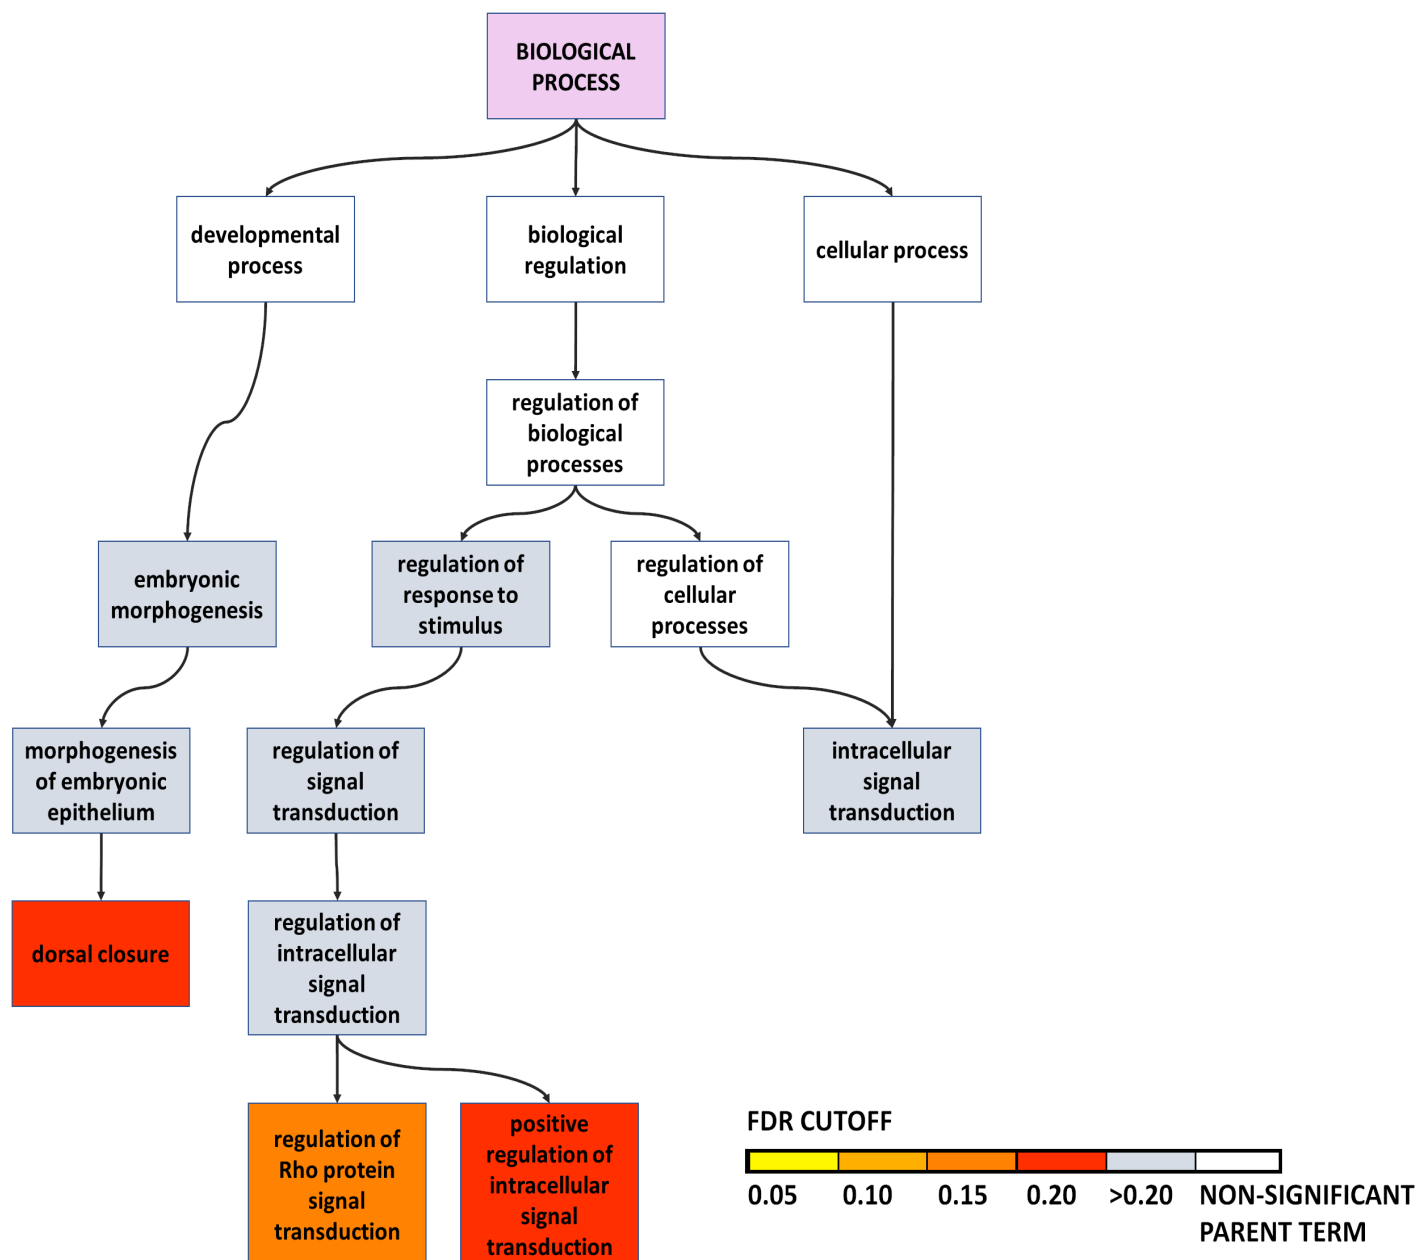 BIOLOGICAL
PROCESS
developmental
process
biological
regulation
cellular process
regulation of
biological
processes
embryonic
morphogenesis
regulation of
response to
stimulus
regulation of
cellular
processes
morphogenesis
of embryonic
epithelium
regulation of
signal
transduction
intracellular
signal
transduction
dorsal closure
regulation of
intracellular
signal
transduction
regulation of
Rho protein
signal
transduction
positive
regulation of
intracellular
signal
transduction
FDR CUTOFF
0.05 0.10 0.15 0.20 >0.20 NON-SIGNIFICANT
PARENT TERM